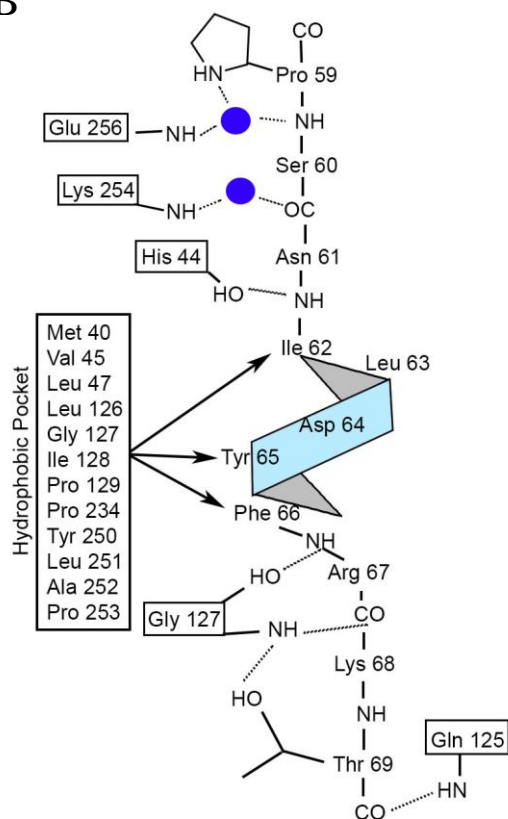 B
CO
HN
Pro 59
Glu 256
NH
NH
Ser 60
Lys 254
NH
OC
Asn 61
His 44
HO
NH
Ile 62
Leu 63
Hydrophobic Pocket
Met 40
Val 45
Leu 47
Leu 126
Gly 127
Ile 128
Pro 129
Pro 234
Tyr 250
Leu 251
Ala 252
Pro 253
Asp 64
Tyr 65
Phe 66
NH
HO
Arg 67
Gly 127
NH
CO
Lys 68
HO
NH
Thr 69
Gln 125
HN
CO